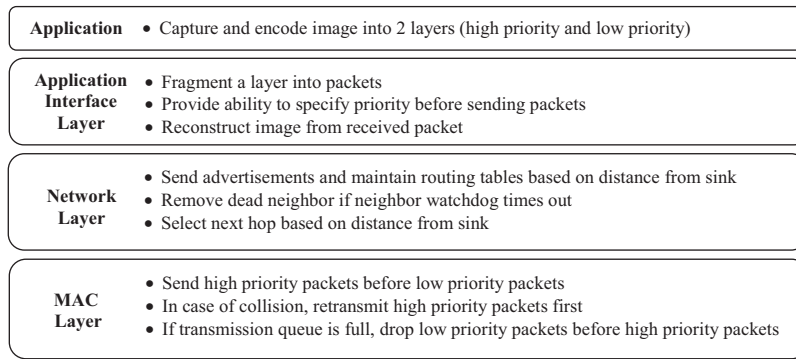 Application • Capture and encode image into 2 layers (high priority and low priority)
Application
Interface
Layer
• Fragment a layer into packets
• Provide ability to specify priority before sending packets
• Reconstruct image from received packet
Network
Layer
• Send advertisements and maintain routing tables based on distance from sink
• Remove dead neighbor if neighbor watchdog times out
• Select next hop based on distance from sink
MAC
Layer
• Send high priority packets before low priority packets
• In case of collision, retransmit high priority packets first
• If transmission queue is full, drop low priority packets before high priority packets